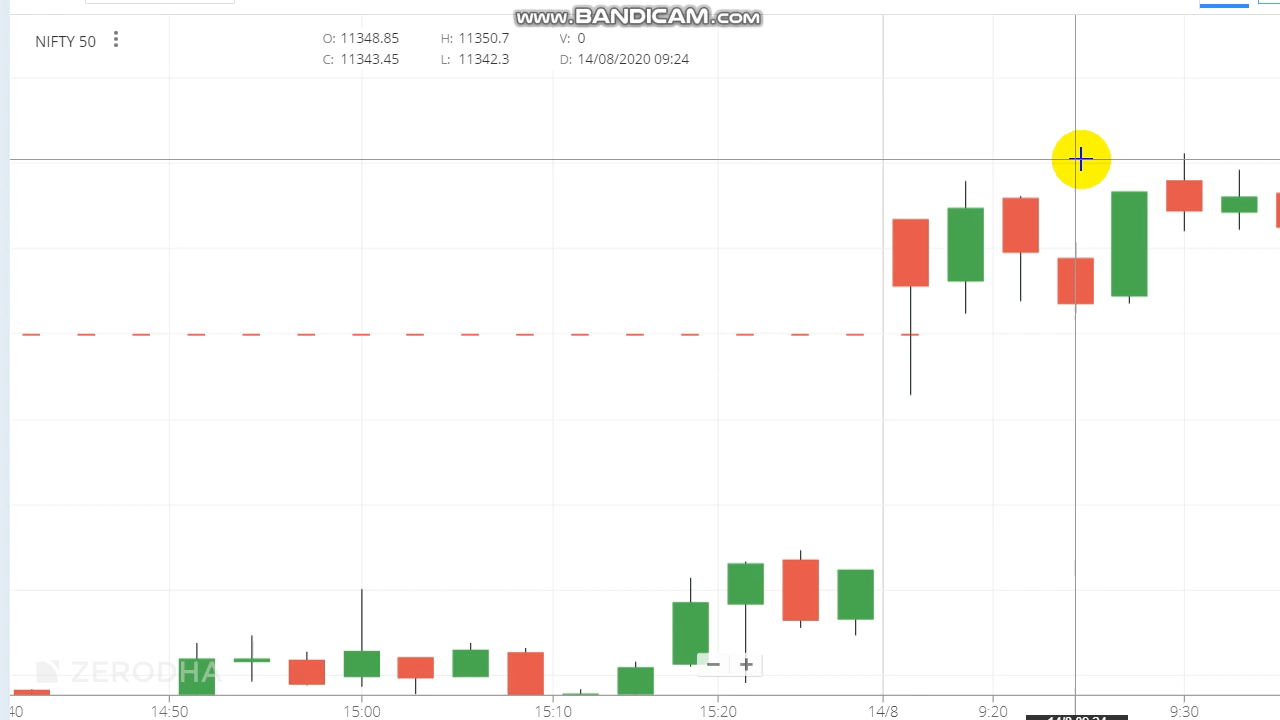 www.BANDICAM.com
NIFTY 50
O: 11348.85 H: 11350.7 V: 0
C: 11343.45 L: 11342.3 D: 14/08/2020 09:24
ZERODHA
40 14:50 15:00 15:10 15:20 14/8 9:20 9:30